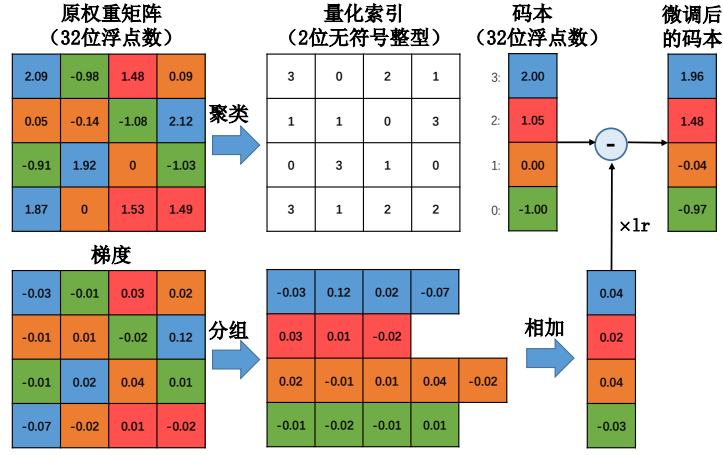 原权重矩阵
（32位浮点数）
量化索引
（2位无符号整型）
码本
（32位浮点数）
微调后
的码本
2.09 -0.98 1.48 0.09
0.05 -0.14 -1.08 2.12
-0.91 1.92 0 -1.03
1.87 0 1.53 1.49
聚类
3 0 2 1
1 1 0 3
0 3 1 0
3 1 2 2
3: 2.00
2: 1.05
1: 0.00
0: -1.00
-
1.96
1.48
-0.04
-0.97
×lr
梯度
-0.03 -0.01 0.03 0.02
-0.01 0.01 -0.02 0.12
-0.01 0.02 0.04 0.01
-0.07 -0.02 0.01 -0.02
分组
-0.03 0.12 0.02 -0.07
0.03 0.01 -0.02
0.02 -0.01 0.01 0.04 -0.02
-0.01 -0.02 -0.01 0.01
相加
0.04
0.02
0.04
-0.03